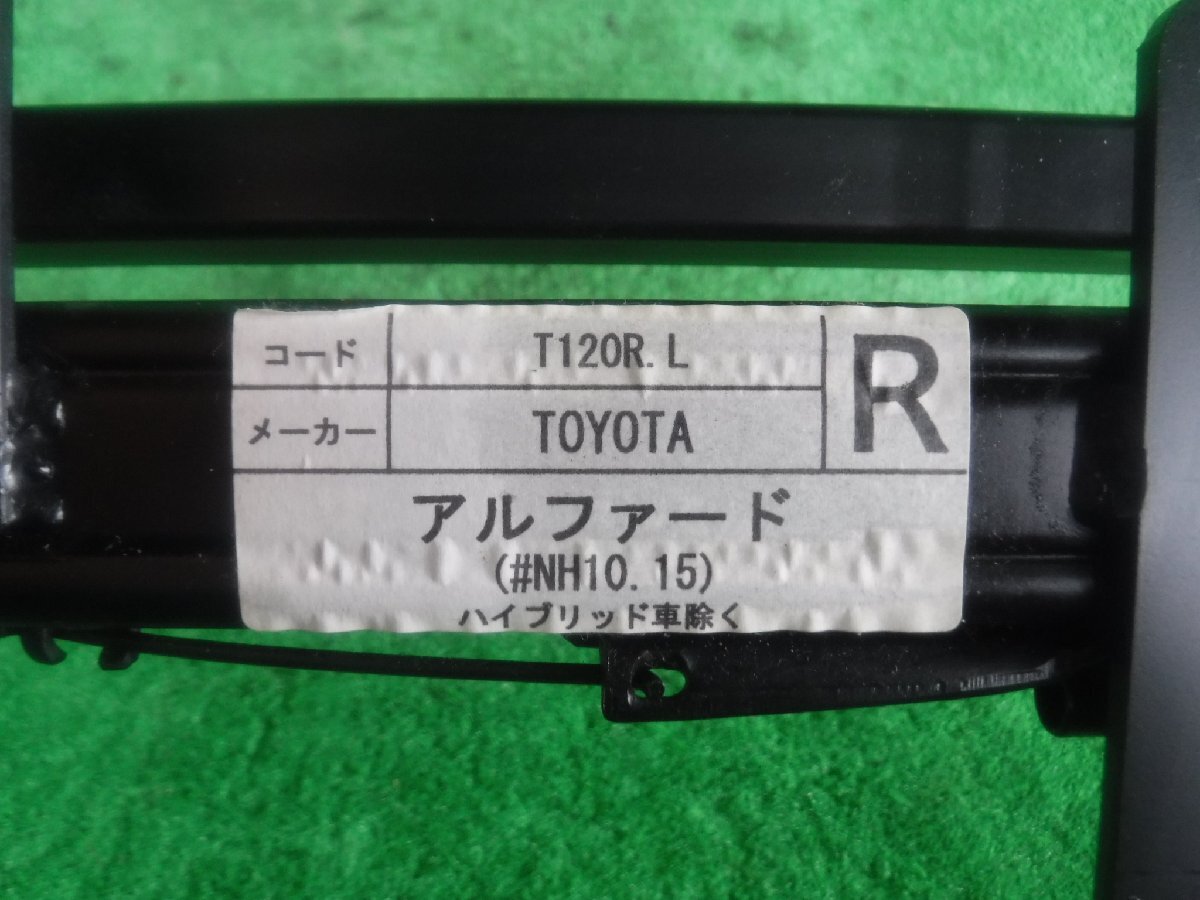 コード T120R.L R
メーカー TOYOTA
アルファード
(#NH10.15)
ハイブリッド車除く